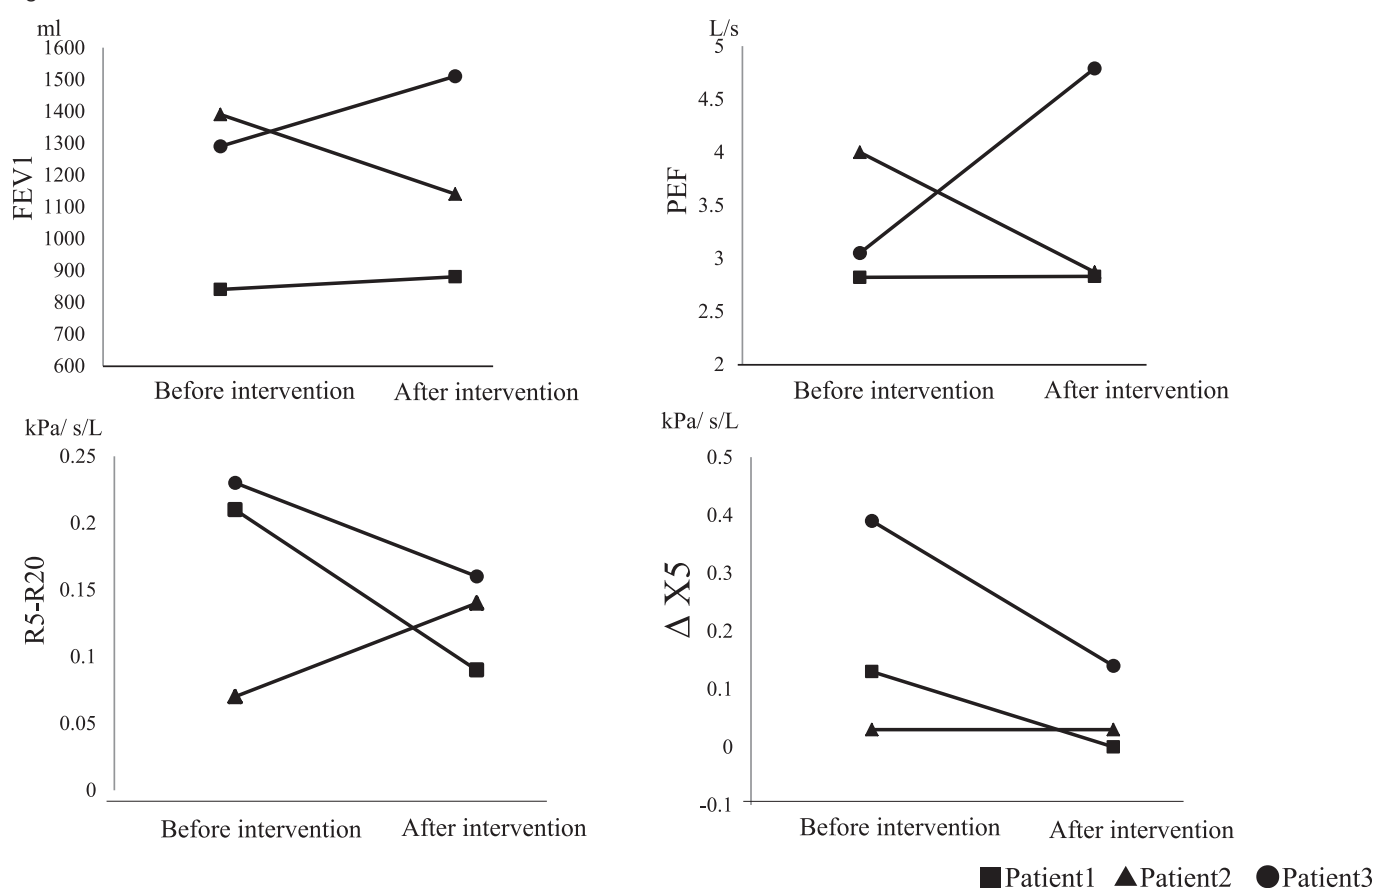 ml
1600
1500
1400
1300
1200
1100
1000
900
800
700
600
FEV1
Before intervention After intervention
L/s
5
4.5
4
3.5
3
2.5
2
PEF
Before intervention After intervention
kPa/ s/L
0.25
0.2
0.15
0.1
0.05
0
R5-R20
Before intervention After intervention
kPa/ s/L
0.5
0.4
0.3
0.2
0.1
0
-0.1
Δ X5
Before intervention After intervention
Patient1 Patient2 Patient3